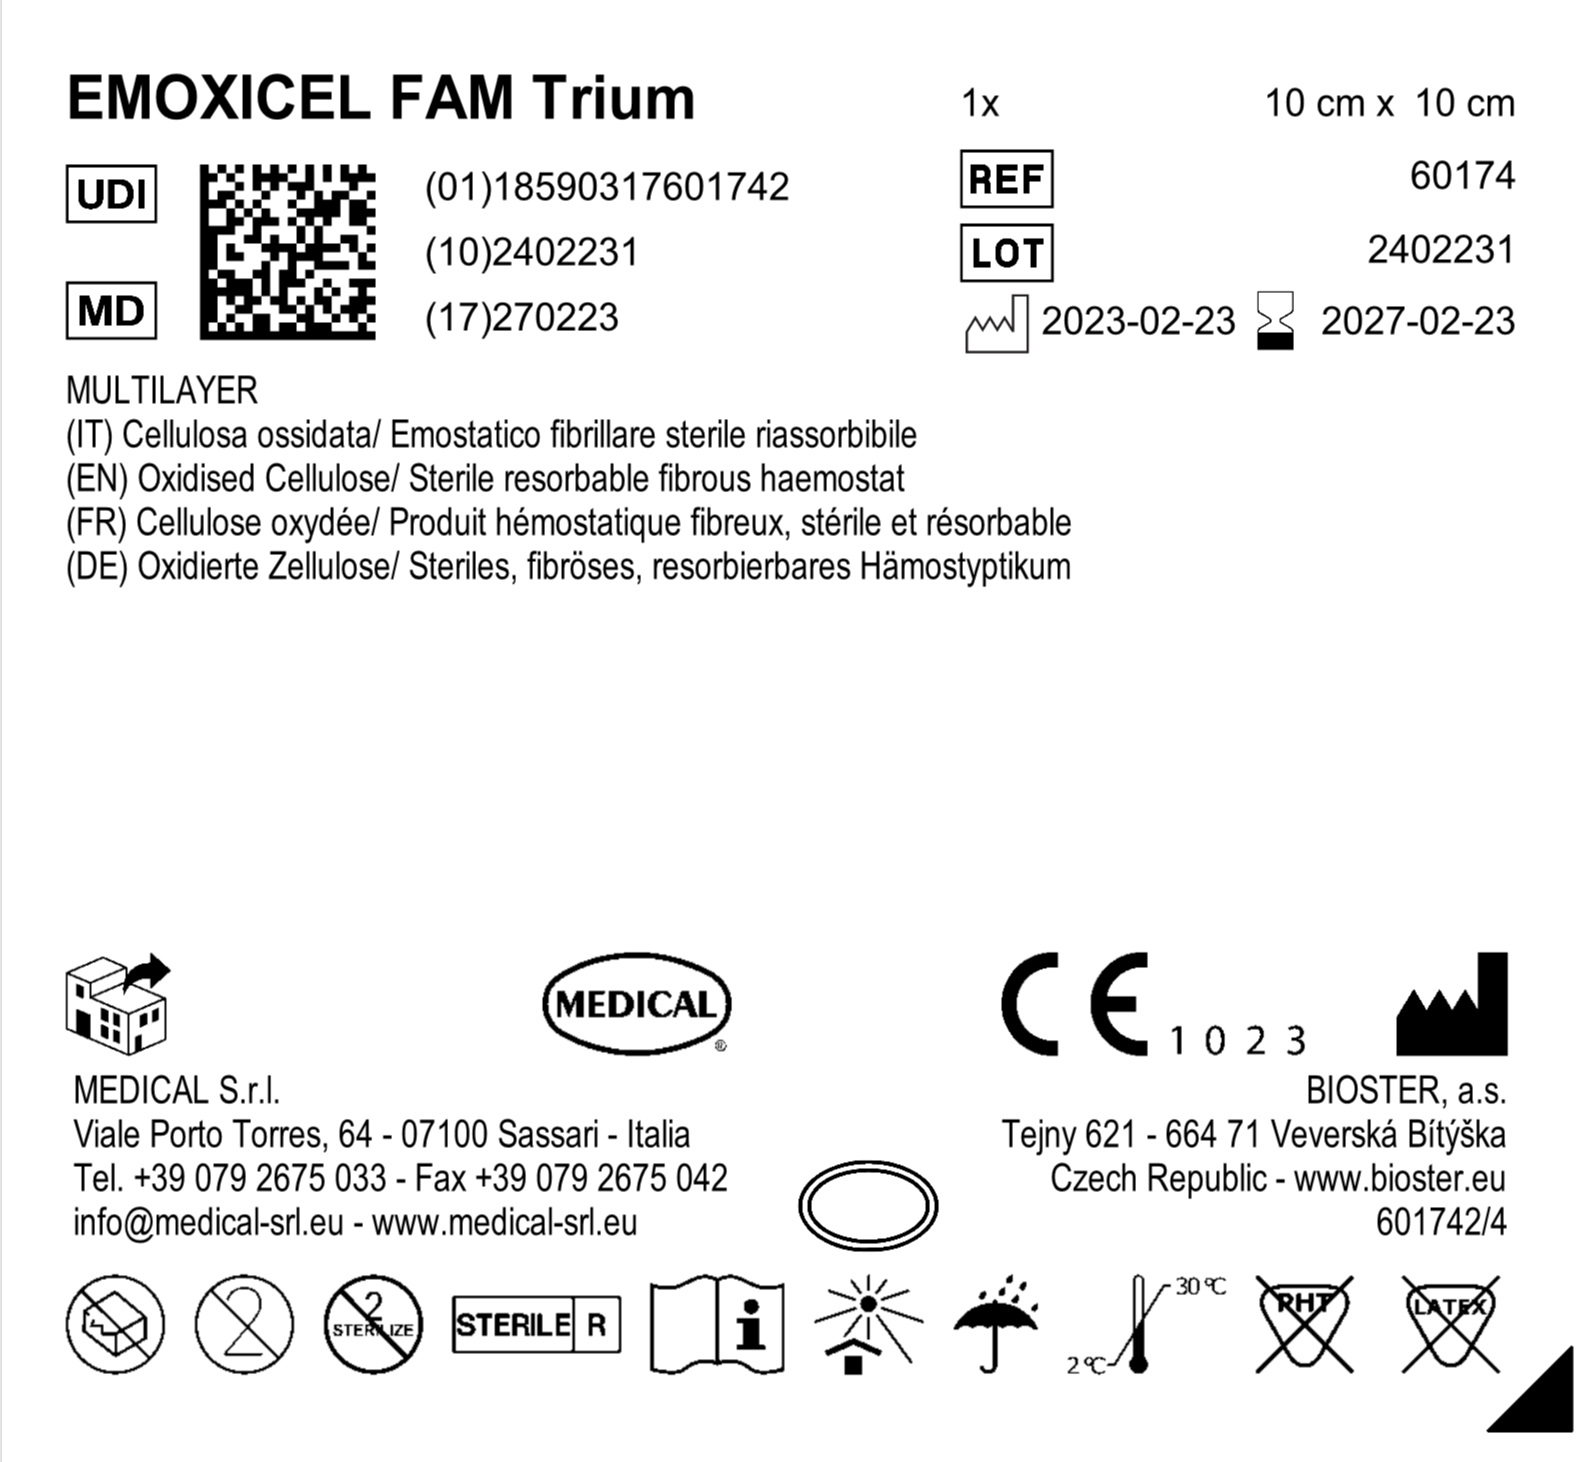 EMOXICEL FAM Trium
1x 10 cm x 10 cm
UDI
(01)18590317601742
REF 60174
(10)2402231
LOT 2402231
MD
(17)270223
2023-02-23 2027-02-23
MULTILAYER
(IT) Cellulosa ossidata/ Emostatico fibrillare sterile riassorbibile
(EN) Oxidised Cellulose/ Sterile resorbable fibrous haemostat
(FR) Cellulose oxydée/ Produit hémostatique fibreux, stérile et résorbable
(DE) Oxidierte Zellulose/ Steriles, fibröses, resorbierbares Hämostyptikum
MEDICAL ®
CE 1023
MEDICAL S.r.l.
Viale Porto Torres, 64 - 07100 Sassari - Italia
Tel. +39 079 2675 033 - Fax +39 079 2675 042
info@medical-srl.eu - www.medical-srl.eu
BIOSTER, a.s.
Tejny 621 - 664 71 Veverská Bítýška
Czech Republic - www.bioster.eu
601742/4
2
2 STERILIZE
STERILE R
i
2 °C 30 °C
PHT
LATEX